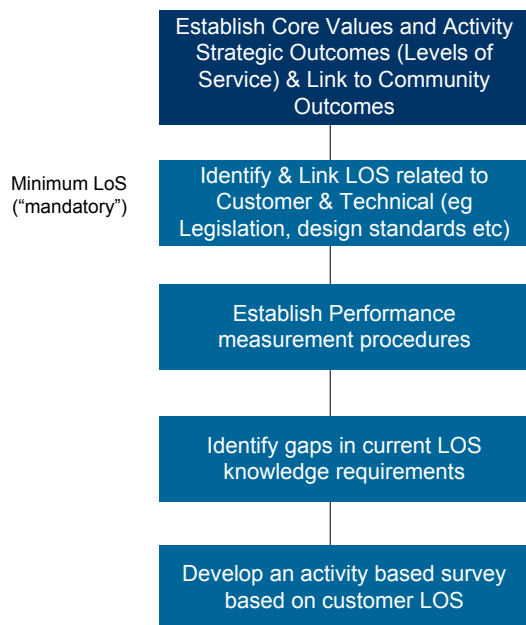 Establish Core Values and Activity
Strategic Outcomes (Levels of
Service) & Link to Community
Outcomes
Minimum LoS
(“mandatory”)
Identify & Link LOS related to
Customer & Technical (eg
Legislation, design standards etc)
Establish Performance
measurement procedures
Identify gaps in current LOS
knowledge requirements
Develop an activity based survey
based on customer LOS